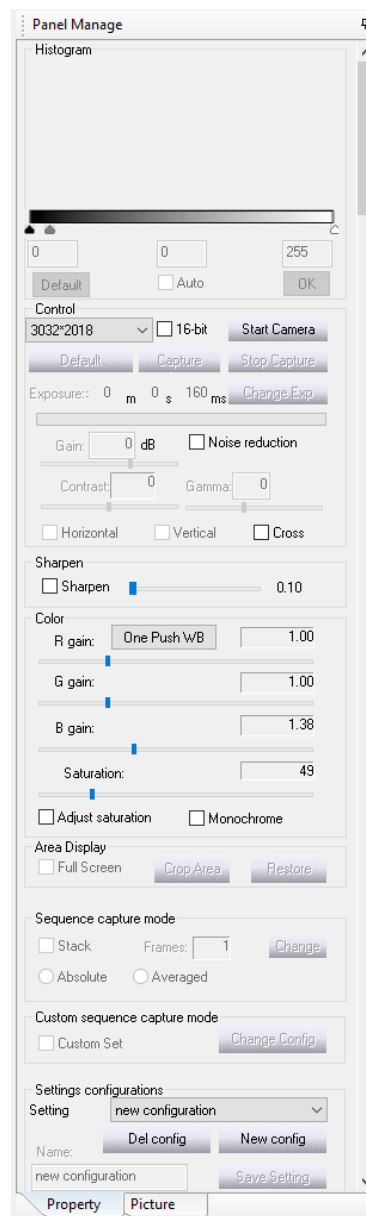 Panel Manage
Histogram
0 0 255
Default Auto OK
Control
3032*2018 16-bit Start Camera
Default Capture Stop Capture
Exposure:: 0 m 0 s 160 ms Change Exp
Gain: 0 dB Noise reduction
Contrast: 0 Gamma: 0
Horizontal Vertical Cross
Sharpen
Sharpen 0.10
Color
R gain: One Push WB 1.00
G gain: 1.00
B gain: 1.38
Saturation: 49
Adjust saturation Monochrome
Area Display
Full Screen Crop Area Restore
Sequence capture mode
Stack Frames: 1 Change
Absolute Averaged
Custom sequence capture mode
Custom Set Change Config
Settings configurations
Setting new configuration
Del config New config
Name:
new configuration Save Setting
Property Picture